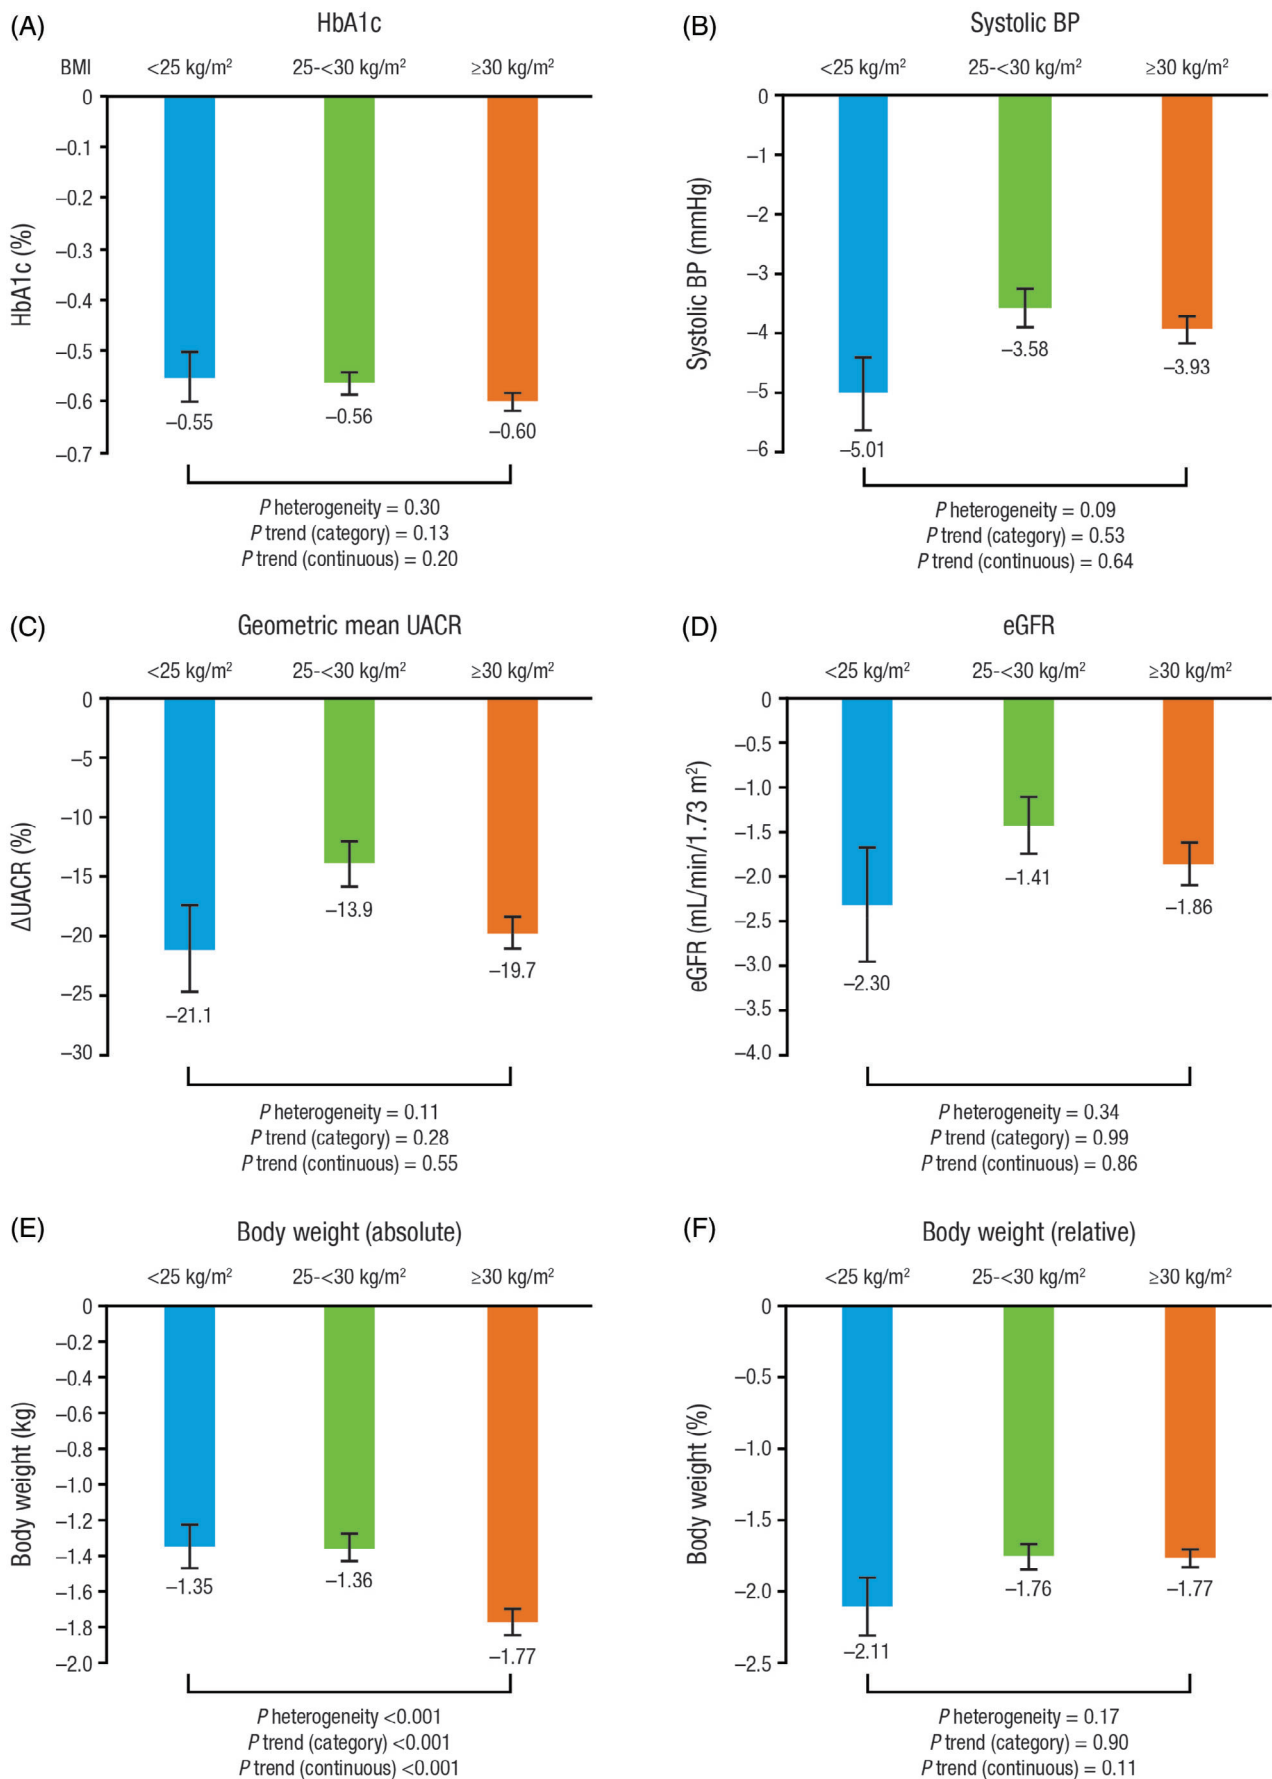 (A)
HbA1c
BMI <25 kg/m² 25-<30 kg/m² ≥30 kg/m²
0
–0.1
–0.2
–0.3
–0.4
–0.5
–0.6
–0.7
HbA1c (%)
–0.55
–0.56
–0.60
P heterogeneity = 0.30
P trend (category) = 0.13
P trend (continuous) = 0.20
(B)
Systolic BP
<25 kg/m² 25-<30 kg/m² ≥30 kg/m²
0
–1
–2
–3
–4
–5
–6
Systolic BP (mmHg)
–5.01
–3.58
–3.93
P heterogeneity = 0.09
P trend (category) = 0.53
P trend (continuous) = 0.64
(C)
Geometric mean UACR
<25 kg/m² 25-<30 kg/m² ≥30 kg/m²
0
–5
–10
–15
–20
–25
–30
ΔUACR (%)
–21.1
–13.9
–19.7
P heterogeneity = 0.11
P trend (category) = 0.28
P trend (continuous) = 0.55
(D)
eGFR
<25 kg/m² 25-<30 kg/m² ≥30 kg/m²
0
–0.5
–1.0
–1.5
–2.0
–2.5
–3.0
–3.5
–4.0
eGFR (mL/min/1.73 m²)
–2.30
–1.41
–1.86
P heterogeneity = 0.34
P trend (category) = 0.99
P trend (continuous) = 0.86
(E)
Body weight (absolute)
<25 kg/m² 25-<30 kg/m² ≥30 kg/m²
0
–0.2
–0.4
–0.6
–0.8
–1.0
–1.2
–1.4
–1.6
–1.8
–2.0
Body weight (kg)
–1.35
–1.36
–1.77
P heterogeneity <0.001
P trend (category) <0.001
P trend (continuous) <0.001
(F)
Body weight (relative)
<25 kg/m² 25-<30 kg/m² ≥30 kg/m²
0
–0.5
–1.0
–1.5
–2.0
–2.5
Body weight (%)
–2.11
–1.76
–1.77
P heterogeneity = 0.17
P trend (category) = 0.90
P trend (continuous) = 0.11